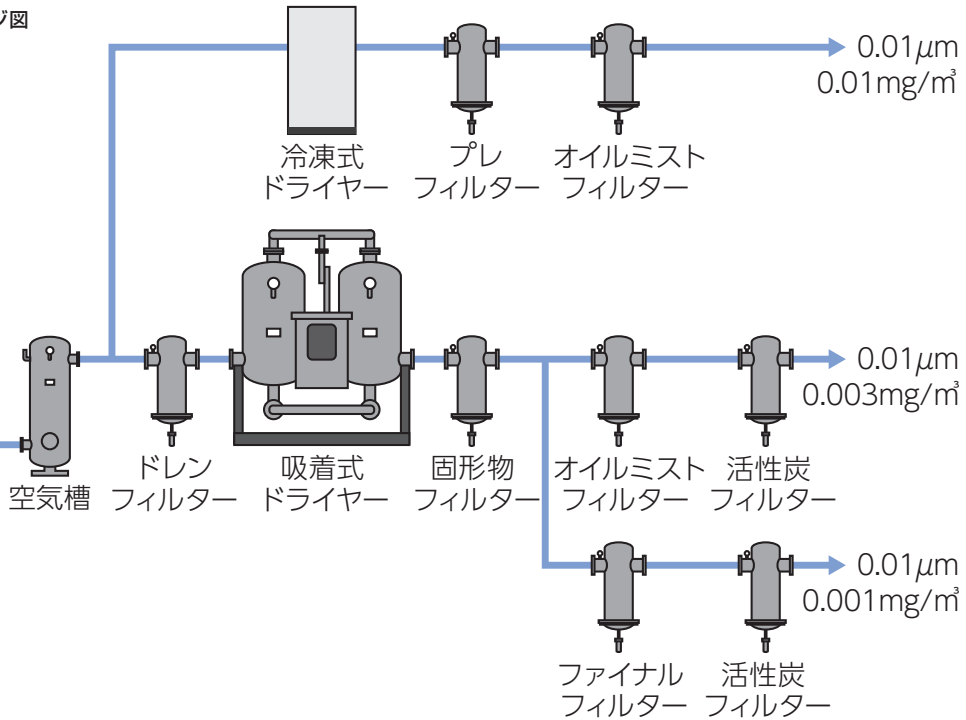 ジ図
0.01μm
0.01mg/㎥
冷凍式
ドライヤー
プレ
フィルター
オイルミスト
フィルター
0.01μm
0.003mg/㎥
空気槽
ドレン
フィルター
吸着式
ドライヤー
固形物
フィルター
オイルミスト
フィルター
活性炭
フィルター
0.01μm
0.001mg/㎥
ファイナル
フィルター
活性炭
フィルター